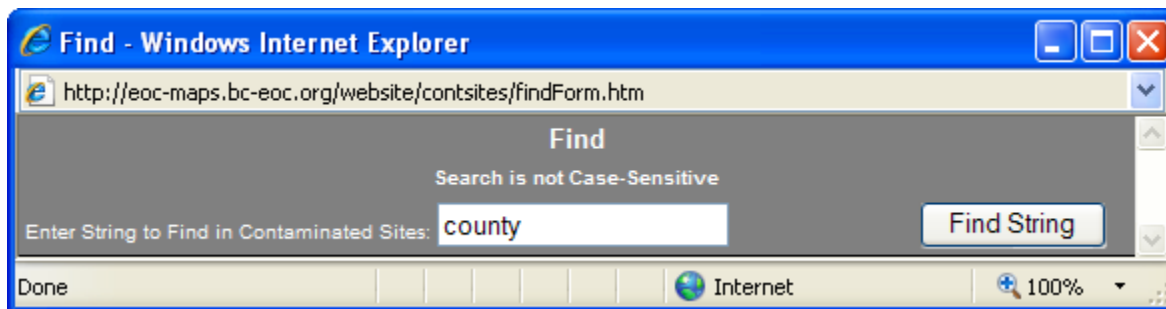 Find - Windows Internet Explorer
http://eoc-maps.bc-eoc.org/website/contsites/findForm.htm
Find
Search is not Case-Sensitive
Enter String to Find in Contaminated Sites: county Find String
Done Internet 100%